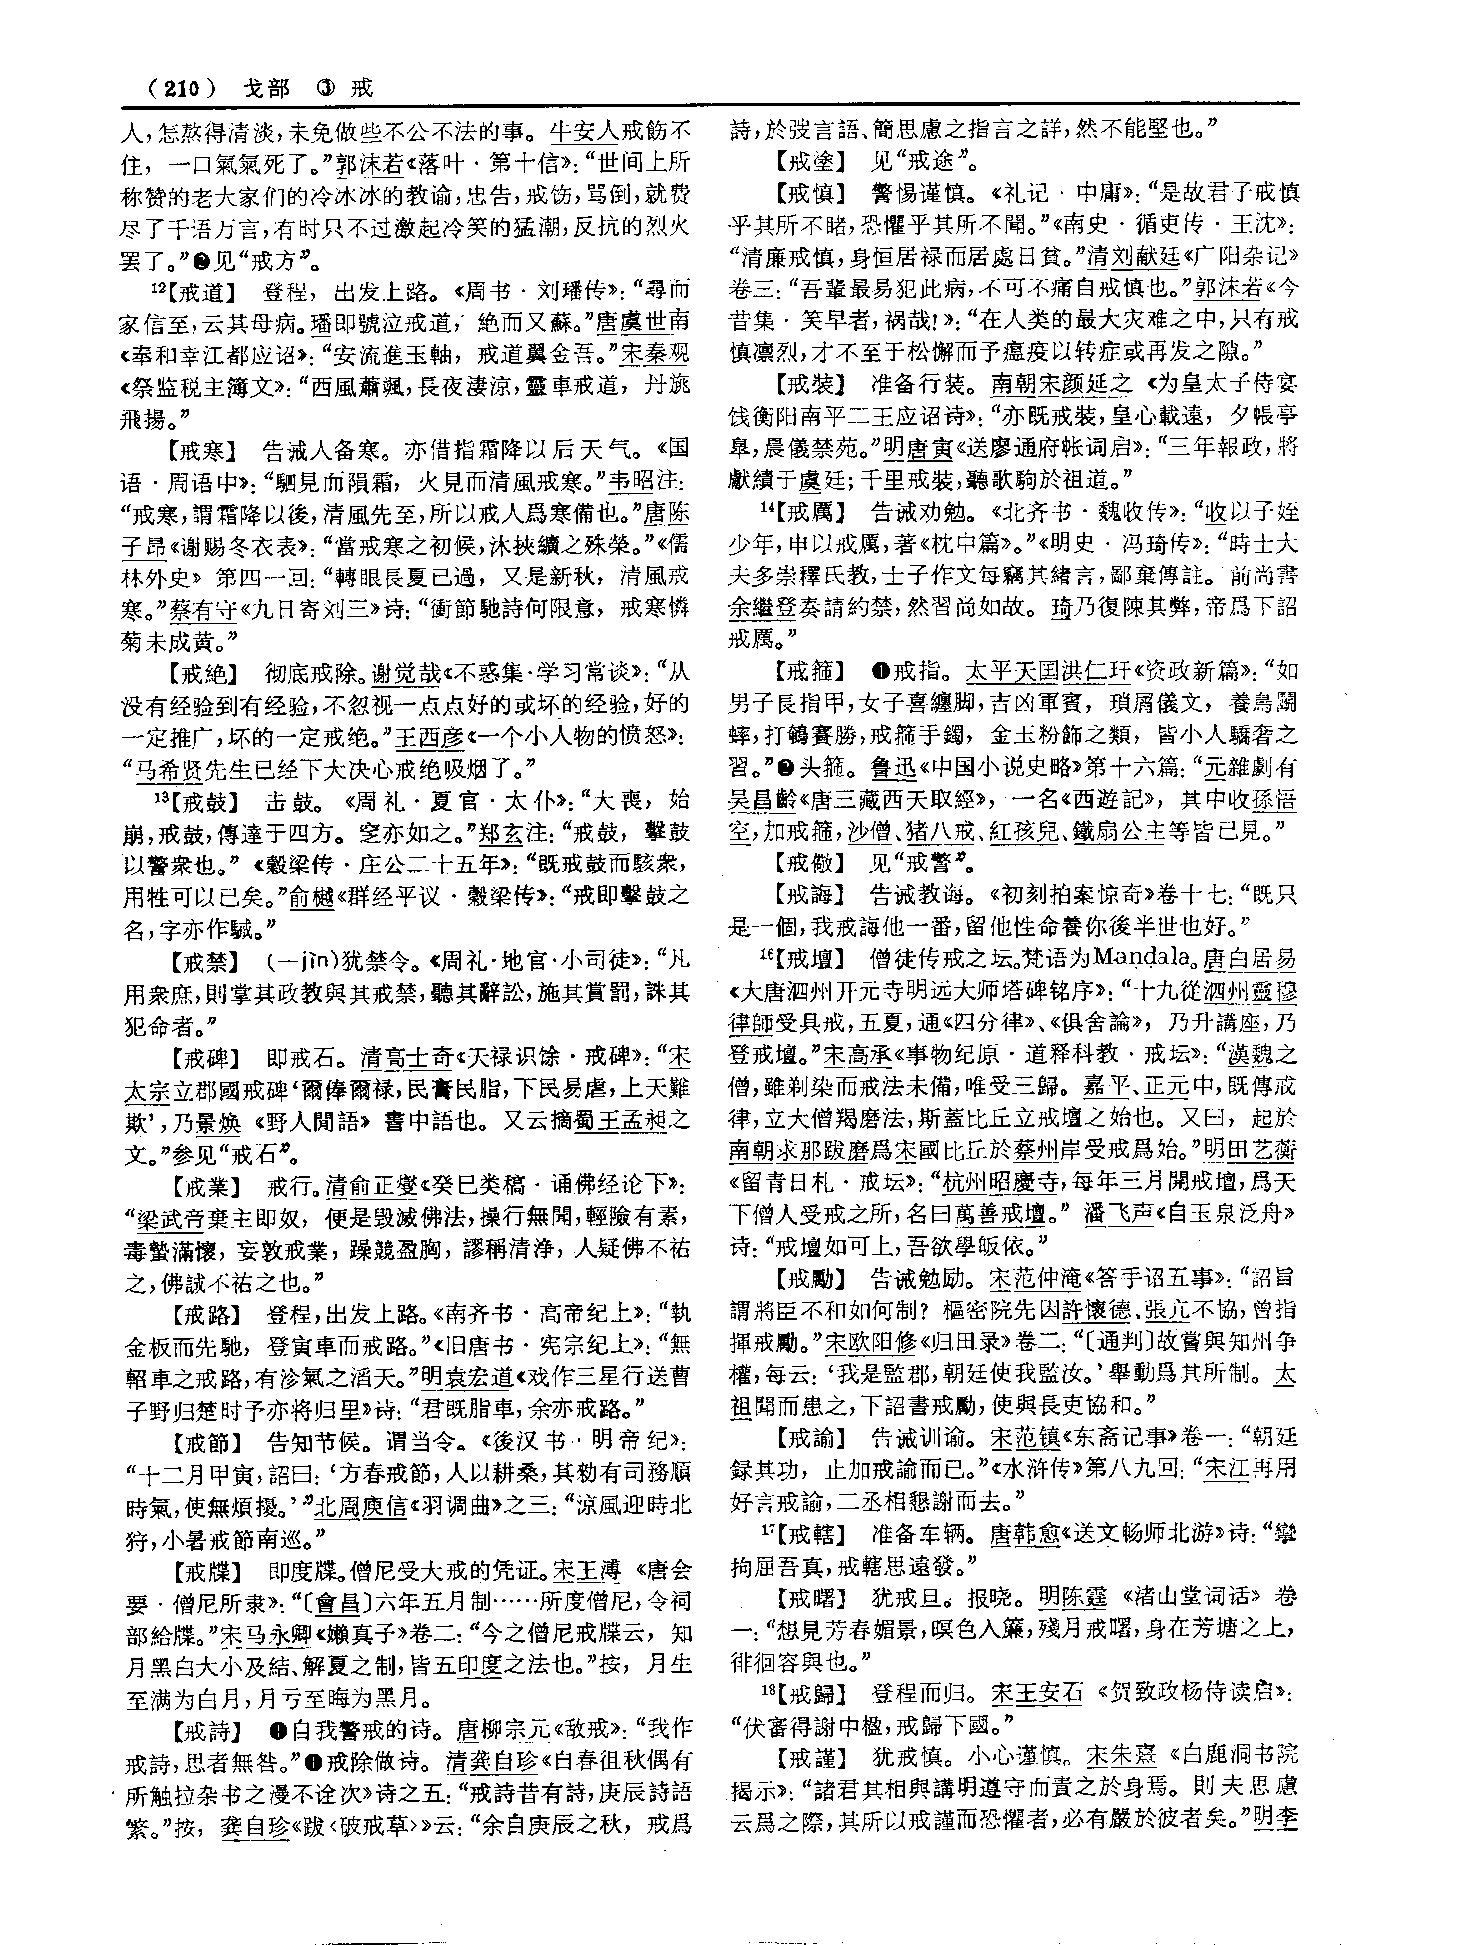 （210） 戈部 ③ 戒
人，怎熬得清淡，未免做些不公不法的事。牛安人戒飭不
住，一口氣氣死了。”郭沫若《落叶·第十信》：“世间上所
称赞的老大家们的冷冰冰的教谕，忠告，戒饬，骂倒，就费
尽了千语万言，有时只不过激起冷笑的猛潮，反抗的烈火
罢了。”❷见“戒方”。
¹²【戒道】 登程，出发上路。《周书·刘璠传》：“尋而
家信至，云其母病。璠即號泣戒道，絶而又蘇。”唐虞世南
《奉和幸江都应诏》：“安流進玉軸，戒道翼金吾。”宋秦观
《祭监税主簿文》：“西風蕭颯，長夜淒涼，靈車戒道，丹旐
飛揚。”
【戒寒】 告诫人备寒。亦借指霜降以后天气。《国
语·周语中》：“駟見而隕霜，火見而清風戒寒。”韦昭注：
“戒寒，謂霜降以後，清風先至，所以戒人爲寒備也。”唐陈
子昂《谢赐冬衣表》：“當戒寒之初候，沐挾纊之殊榮。”《儒
林外史》第四一回：“轉眼長夏已過，又是新秋，清風戒
寒。”蔡有守《九日寄刘三》诗：“衝節馳詩何限意，戒寒憐
菊未成黄。”
【戒絶】 彻底戒除。谢觉哉《不惑集·学习常谈》：“从
没有经验到有经验，不忽视一点点好的或坏的经验，好的
一定推广，坏的一定戒绝。”王西彦《一个小人物的愤怒》：
“马希贤先生已经下大决心戒绝吸烟了。”
¹³【戒鼓】 击鼓。《周礼·夏官·太仆》：“大喪，始
崩，戒鼓，傳達于四方。窆亦如之。”郑玄注：“戒鼓，擊鼓
以警衆也。”《榖梁传·庄公二十五年》：“既戒鼓而駭衆，
用牲可以已矣。”俞樾《群经平议·榖梁传》：“戒即擊鼓之
名，字亦作駴。”
【戒禁】 （—jìn）犹禁令。《周礼·地官·小司徒》：“凡
用衆庶，則掌其政教與其戒禁，聽其辭訟，施其賞罰，誅其
犯命者。”
【戒碑】 即戒石。清高士奇《天禄识馀·戒碑》：“宋
太宗立郡國戒碑‘爾俸爾禄，民膏民脂，下民易虐，上天難
欺’，乃景焕《野人閒語》書中語也。又云摘蜀王孟昶之
文。”参见“戒石”。
【戒業】 戒行。清俞正燮《癸巳类稿·诵佛经论下》：
“梁武帝棄主即奴，便是毁滅佛法，操行無聞，輕險有素，
毒螫滿懷，妄敦戒業，躁競盈胸，謬稱清浄，人疑佛不祐
之，佛誠不祐之也。”
【戒路】 登程，出发上路。《南齐书·高帝纪上》：“執
金板而先馳，登寅車而戒路。”《旧唐书·宪宗纪上》：“無
軺車之戒路，有沴氣之滔天。”明袁宏道《戏作三星行送曹
子野归楚时予亦将归里》诗：“君既脂車，余亦戒路。”
【戒節】 告知节候。谓当令。《後汉书·明帝纪》：
“十二月甲寅，詔曰：‘方春戒節，人以耕桑，其勑有司務順
時氣，使無煩擾。’”北周庾信《羽调曲》之三：“涼風迎時北
狩，小暑戒節南巡。”
【戒牒】 即度牒。僧尼受大戒的凭证。宋王溥《唐会
要·僧尼所隶》：“〔會昌〕六年五月制……所度僧尼，令祠
部給牒。”宋马永卿《嬾真子》卷二：“今之僧尼戒牒云，知
月黑白大小及結、解夏之制，皆五印度之法也。”按，月生
至满为白月，月亏至晦为黑月。
【戒詩】 ❶自我警戒的诗。唐柳宗元《敌戒》：“我作
戒詩，思者無咎。”❶戒除做诗。清龚自珍《白春徂秋偶有
所触拉杂书之漫不诠次》诗之五：“戒詩昔有詩，庚辰詩語
繁。”按，龚自珍《跋〈破戒草〉》云：“余自庚辰之秋，戒爲
詩，於弢言語、簡思慮之指言之詳，然不能堅也。”
【戒塗】 见“戒途”。
【戒慎】 警惕谨慎。《礼记·中庸》：“是故君子戒慎
乎其所不睹，恐懼乎其所不聞。”《南史·循吏传·王沈》：
“清廉戒慎，身恒居禄而居處日貧。”清刘献廷《广阳杂记》
卷三：“吾輩最易犯此病，不可不痛自戒慎也。”郭沫若《今
昔集·笑早者，祸哉！》：“在人类的最大灾难之中，只有戒
慎凛烈，才不至于松懈而予瘟疫以转症或再发之隙。”
【戒裝】 准备行装。南朝宋颜延之《为皇太子侍宴
饯衡阳南平二王应诏诗》：“亦既戒裝，皇心載遠，夕帳亭
皋，晨儀禁苑。”明唐寅《送廖通府帐词启》：“三年報政，將
獻績于虞廷；千里戒裝，聽歌駒於祖道。”
¹⁴【戒厲】 告诫劝勉。《北齐书·魏收传》：“收以子姪
少年，申以戒厲，著《枕中篇》。”《明史·冯琦传》：“時士大
夫多崇釋氏教，士子作文每竊其緒言，鄙棄傳註。前尚書
余繼登奏請約禁，然習尚如故。琦乃復陳其弊，帝爲下詔
戒厲。”
【戒箍】 ❶戒指。太平天囯洪仁玕《资政新篇》：“如
男子長指甲，女子喜纏脚，吉凶軍賓，瑣屑儀文，養鳥鬭
蟀，打鵪賽勝，戒箍手鐲，金玉粉飾之類，皆小人驕奢之
習。”❷头箍。鲁迅《中国小说史略》第十六篇：“元雜劇有
吴昌齡《唐三藏西天取經》，一名《西遊記》，其中收孫悟
空，加戒箍，沙僧、猪八戒、紅孩兒、鐵扇公主等皆已見。”
【戒儆】 见“戒警”。
【戒誨】 告诫教诲。《初刻拍案惊奇》卷十七：“既只
是一個，我戒誨他一番，留他性命養你後半世也好。”
¹⁶【戒壇】 僧徒传戒之坛。梵语为Maṇḍala。唐白居易
《大唐泗州开元寺明远大师塔碑铭序》：“十九從泗州靈穆
律師受具戒，五夏，通《四分律》、《俱舍論》，乃升講座，乃
登戒壇。”宋高承《事物纪原·道释科教·戒坛》：“漢魏之
僧，雖剃染而戒法未備，唯受三歸。嘉平、正元中，既傳戒
律，立大僧羯磨法，斯蓋比丘立戒壇之始也。又曰，起於
南朝求那跋磨爲宋國比丘於蔡州岸受戒爲始。”明田艺蘅
《留青日札·戒坛》：“杭州昭慶寺，每年三月開戒壇，爲天
下僧人受戒之所，名曰萬善戒壇。”潘飞声《自玉泉泛舟》
诗：“戒壇如可上，吾欲學皈依。”
【戒勵】 告诫勉励。宋范仲淹《答手诏五事》：“詔旨
謂將臣不和如何制？樞密院先因許懷德、張亢不協，曾指
揮戒勵。”宋欧阳修《归田录》卷二：“〔通判〕故嘗與知州争
權，每云：‘我是監郡，朝廷使我監汝。’舉動爲其所制。太
祖聞而患之，下詔書戒勵，使與長吏協和。”
【戒諭】 告诫训谕。宋范镇《东斋记事》卷一：“朝廷
録其功，止加戒諭而已。”《水浒传》第八九回：“宋江再用
好言戒諭，二丞相懇謝而去。”
¹⁷【戒轄】 准备车辆。唐韩愈《送文畅师北游》诗：“攣
拘屈吾真，戒轄思遠發。”
【戒曙】 犹戒旦。报晓。明陈霆《渚山堂词话》卷
一：“想見芳春媚景，暝色入簾，殘月戒曙，身在芳塘之上，
徘徊容與也。”
¹⁸【戒歸】 登程而归。宋王安石《贺致政杨侍读启》：
“伏審得謝中楹，戒歸下國。”
【戒謹】 犹戒慎。小心谨慎。宋朱熹《白鹿洞书院
揭示》：“諸君其相與講明遵守而責之於身焉。則夫思慮
云爲之際，其所以戒謹而恐懼者，必有嚴於彼者矣。”明李